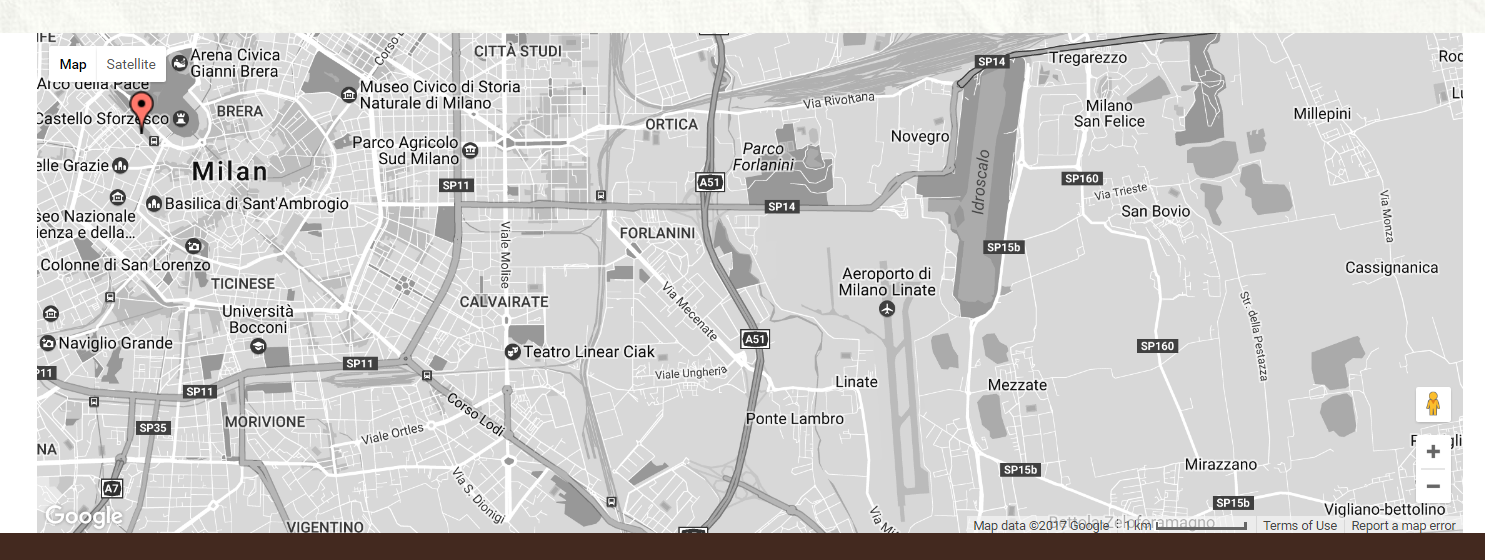 Map
Satellite
Arena Civica
Gianni Brera
Arco della Pace
Castello Sforzesco
BRERA
elle Grazie
Milan
Basilica di Sant'Ambrogio
seo Nazionale
ienza e della...
Colonne di San Lorenzo
TICINESE
Università
Bocconi
Naviglio Grande
P11
SP11
SP35
NA
A7
MORIVIONE
VIGENTINO
Google
CITTÀ STUDI
Museo Civico di Storia
Naturale di Milano
Parco Agricolo
Sud Milano
SP11
SP11
ORTICA
Via Rivoltana
Parco
Forlanini
A51
SP14
FORLANINI
Viale Molise
CALVAIRATE
Via Mecenate
Teatro Linear Ciak
Viale Ungheria
A51
Corso Lodi
Viale Ortles
Via S. Dionigi
Ponte Lambro
Linate
Aeroporto di
Milano Linate
Novegro
Idroscalo
SP14
Tregarezzo
Milano
San Felice
Millepini
SP160
Via Trieste
San Bovio
SP15b
Via Monza
Cassignanica
Str. della Pestazza
SP160
Mezzate
SP15b
Mirazzano
SP15b
Vigliano-bettolino
Map data ©2017 Google
1 km
Terms of Use
Report a map error